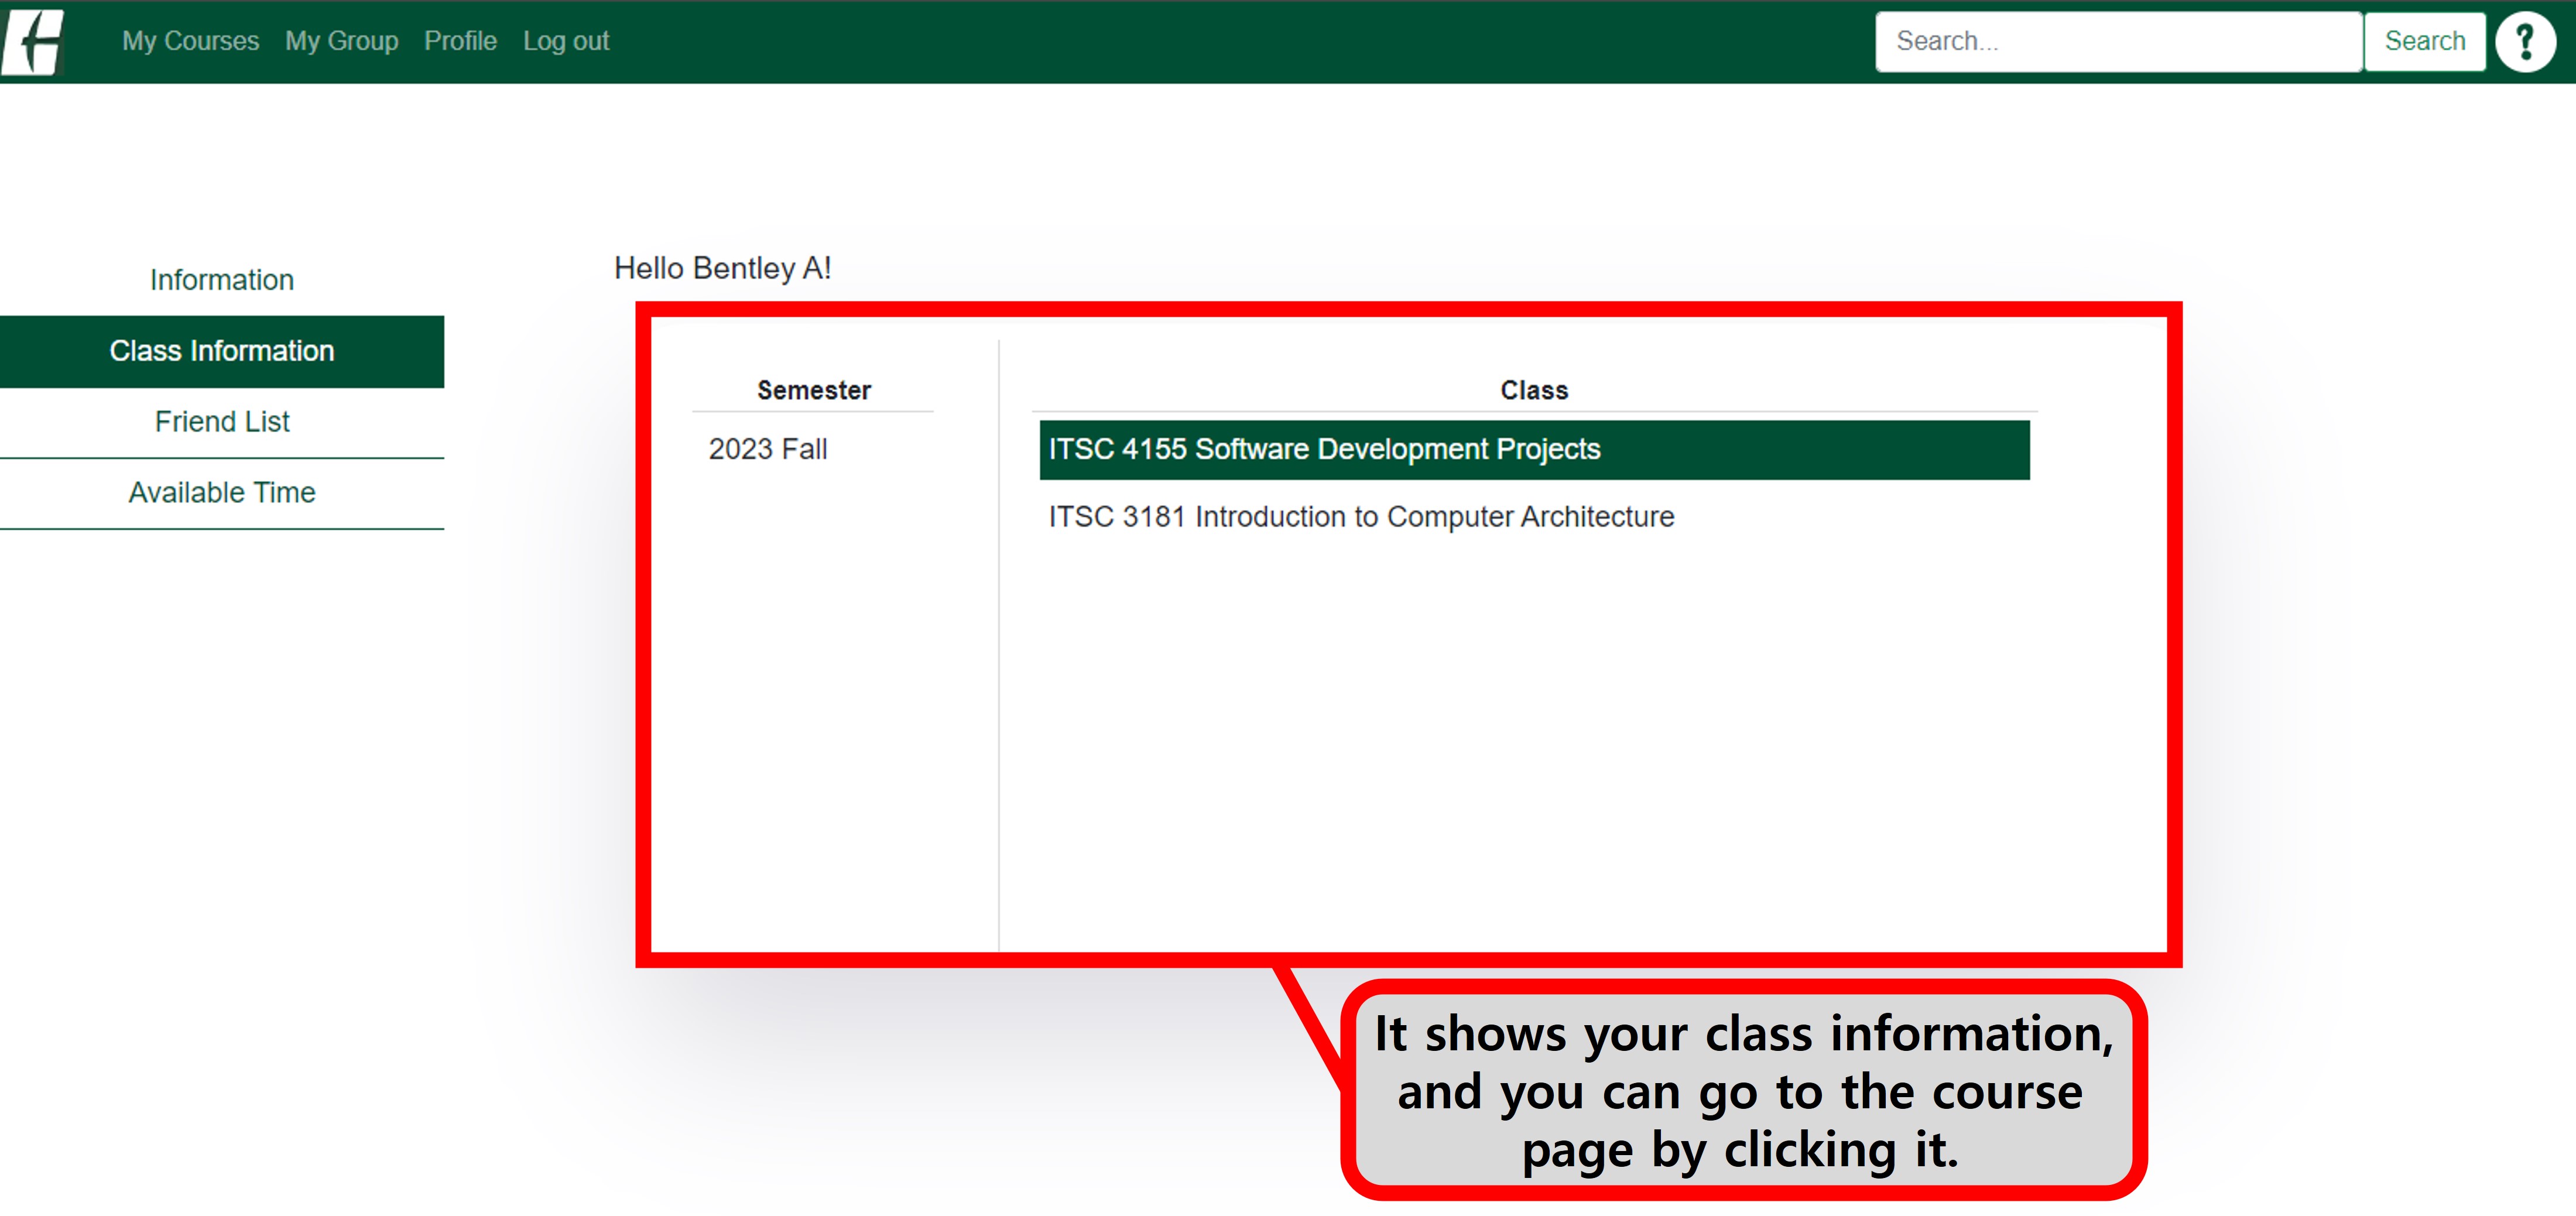 My Courses My Group Profile Log out Search... Search ?
Information
Class Information
Friend List
Available Time
Hello Bentley A!
Semester
2023 Fall
Class
ITSC 4155 Software Development Projects
ITSC 3181 Introduction to Computer Architecture
It shows your class information,
and you can go to the course
page by clicking it.